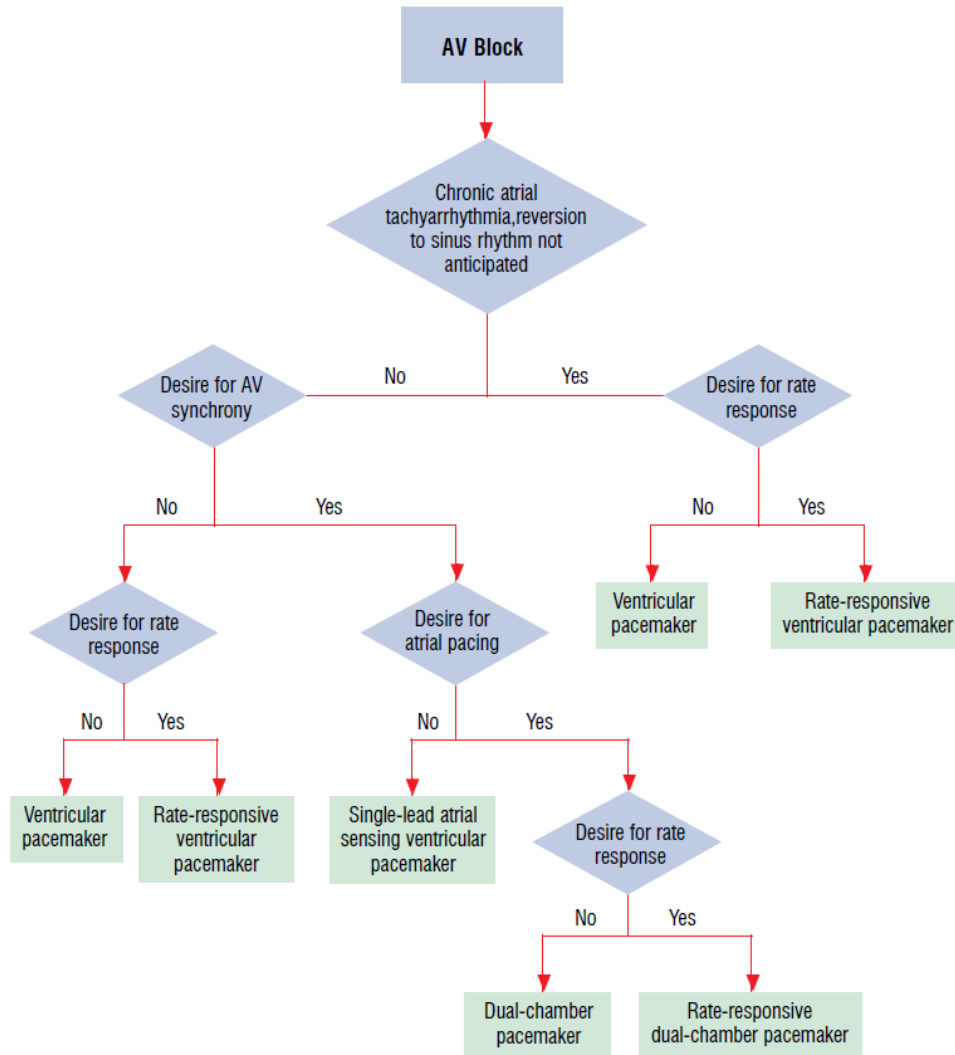 AV Block
Chronic atrial
tachyarrhythmia,reversion
to sinus rhythm not
anticipated
No
Yes
Desire for AV
synchrony
Desire for rate
response
No
Yes
No
Yes
Desire for rate
response
Desire for
atrial pacing
Ventricular
pacemaker
Rate-responsive
ventricular pacemaker
No
Yes
No
Yes
Ventricular
pacemaker
Rate-responsive
ventricular
pacemaker
Single-lead atrial
sensing ventricular
pacemaker
Desire for rate
response
No
Yes
Dual-chamber
pacemaker
Rate-responsive
dual-chamber pacemaker